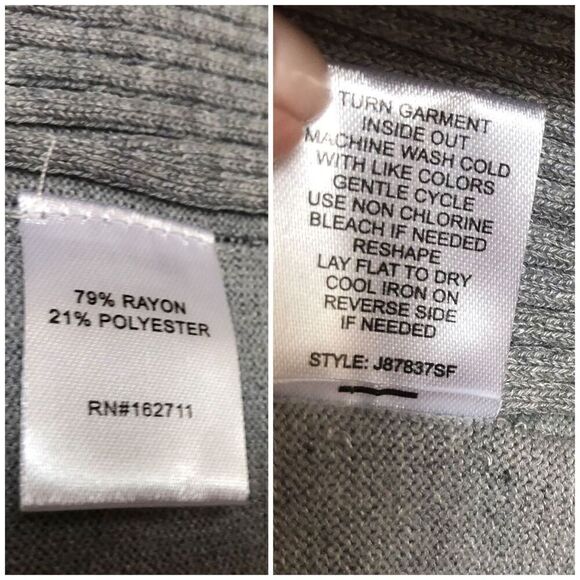 79% RAYON
21% POLYESTER
RN#162711
TURN GARMENT
INSIDE OUT
MACHINE WASH COLD
WITH LIKE COLORS
GENTLE CYCLE
USE NON CHLORINE
BLEACH IF NEEDED
RESHAPE
LAY FLAT TO DRY
COOL IRON ON
REVERSE SIDE
IF NEEDED
STYLE: J87837SF